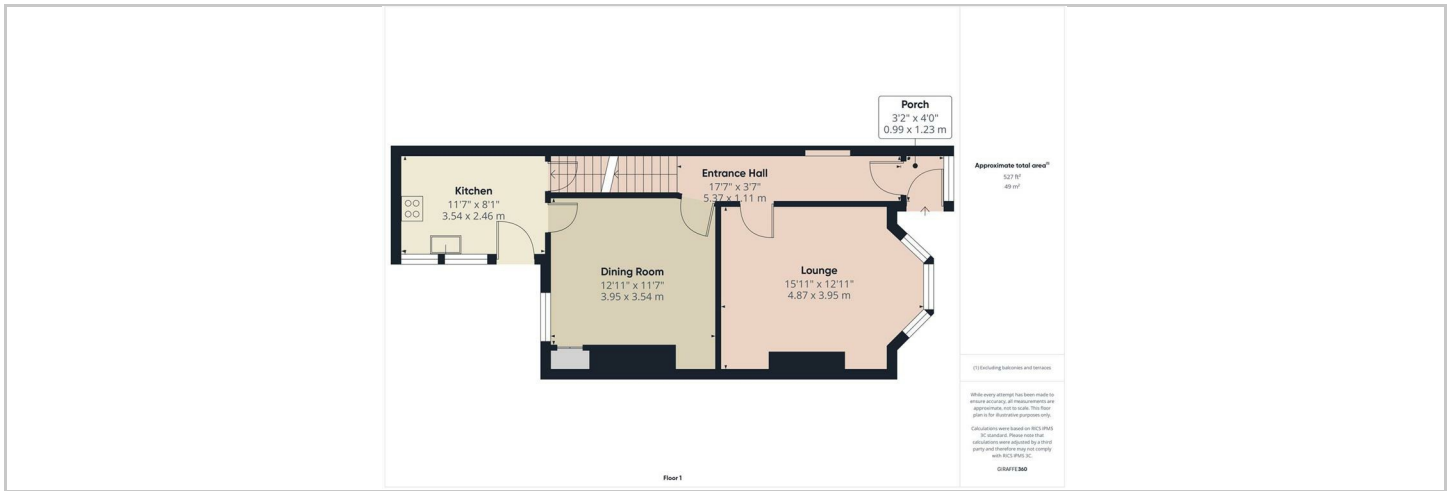 Porch
3'2" x 4'0"
0.99 x 1.23 m
Kitchen
11'7" x 8'1"
3.54 x 2.46 m
Entrance Hall
17'7" x 3'7"
5.37 x 1.11 m
Dining Room
12'11" x 11'7"
3.95 x 3.54 m
Lounge
15'11" x 12'11"
4.87 x 3.95 m
Floor 1
Approximate total area(1)
527 ft²
49 m²
(1) Excluding balconies and terraces
While every attempt has been made to
ensure accuracy, all measurements are
approximate, not to scale. This floor
plan is for illustrative purposes only.
Calculations were based on RICS IPMS
3C standard. Please note that
calculations were adjusted by a third
party and therefore may not comply
with RICS IPMS 3C.
GIRAFFE360